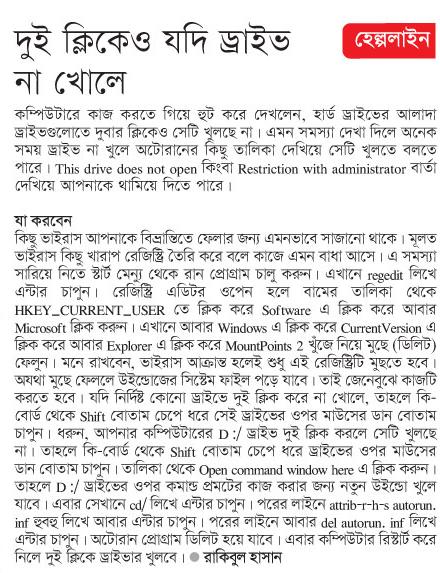 দুই ক্লিকেও যদি ড্রাইভ
না খোলে
হেল্পলাইন
কম্পিউটারে কাজ করতে গিয়ে হুট করে দেখলেন, হার্ড ড্রাইভের আলাদা
ড্রাইভগুলোতে দুবার ক্লিকেও সেটি খুলছে না। এমন সমস্যা দেখা দিলে অনেক
সময় ড্রাইভ না খুলে অটোরানের কিছু তালিকা দেখিয়ে সেটি খুলতে বলতে
পারে। This drive does not open কিংবা Restriction with administrator বার্তা
দেখিয়ে আপনাকে থামিয়ে দিতে পারে।
যা করবেন
কিছু ভাইরাস আপনাকে বিভ্রান্তিতে ফেলার জন্য এমনভাবে সাজানো থাকে। মূলত
ভাইরাস কিছু খারাপ রেজিস্ট্রি তৈরি করে বলে কাজে এমন বাধা আসে। এ সমস্যা
সারিয়ে নিতে স্টার্ট মেন্যু থেকে রান প্রোগ্রাম চালু করুন। এখানে regedit লিখে
এন্টার চাপুন। রেজিস্ট্রি এডিটর ওপেন হলে বামের তালিকা থেকে
HKEY_CURRENT_USER তে ক্লিক করে Software এ ক্লিক করে আবার
Microsoft ক্লিক করুন। এখানে আবার Windows এ ক্লিক করে CurrentVersion এ
ক্লিক করে আবার Explorer এ ক্লিক করে MountPoints 2 খুঁজে নিয়ে মুছে (ডিলিট)
ফেলুন। মনে রাখবেন, ভাইরাস আক্রান্ত হলেই শুধু এই রেজিস্ট্রিটি মুছতে হবে।
অযথা মুছে ফেললে উইন্ডোজের সিস্টেম ফাইল পড়ে যাবে। তাই জেনেবুঝে কাজটি
করতে হবে। যদি নির্দিষ্ট কোনো ড্রাইভে দুই ক্লিক করে না খোলে, তাহলে কি-
বোর্ড থেকে Shift বোতাম চেপে ধরে সেই ড্রাইভের ওপর মাউসের ডান বোতাম
চাপুন। ধরুন, আপনার কম্পিউটারের D :/ ড্রাইভ দুই ক্লিক করলে সেটি খুলছে
না। তাহলে কি-বোর্ড থেকে Shift বোতাম চেপে ধরে ড্রাইভের ওপর মাউসের
ডান বোতাম চাপুন। তালিকা থেকে Open command window here এ ক্লিক করুন।
তাহলে D :/ ড্রাইভের ওপর কমান্ড প্রমটের কাজ করার জন্য নতুন উইন্ডো খুলে
যাবে। এবার সেখানে cd/ লিখে এন্টার চাপুন। পরের লাইনে attrib-r-h-s autorun.
inf হুবহু লিখে আবার এন্টার চাপুন। পরের লাইনে আবার del autorun. inf লিখে
এন্টার চাপুন। অটোরান প্রোগ্রাম ডিলিট হয়ে যাবে। এবার কম্পিউটার রিস্টার্ট করে
নিলে দুই ক্লিকে ড্রাইভার খুলবে। ● রাকিবুল হাসান